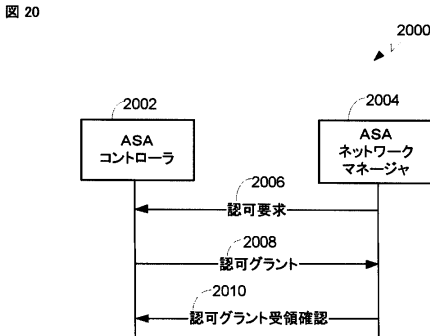 図 20
2000
2002
2004
ASA
コントローラ
ASA
ネットワーク
マネージャ
2006
認可要求
2008
認可グラント
2010
認可グラント受領確認